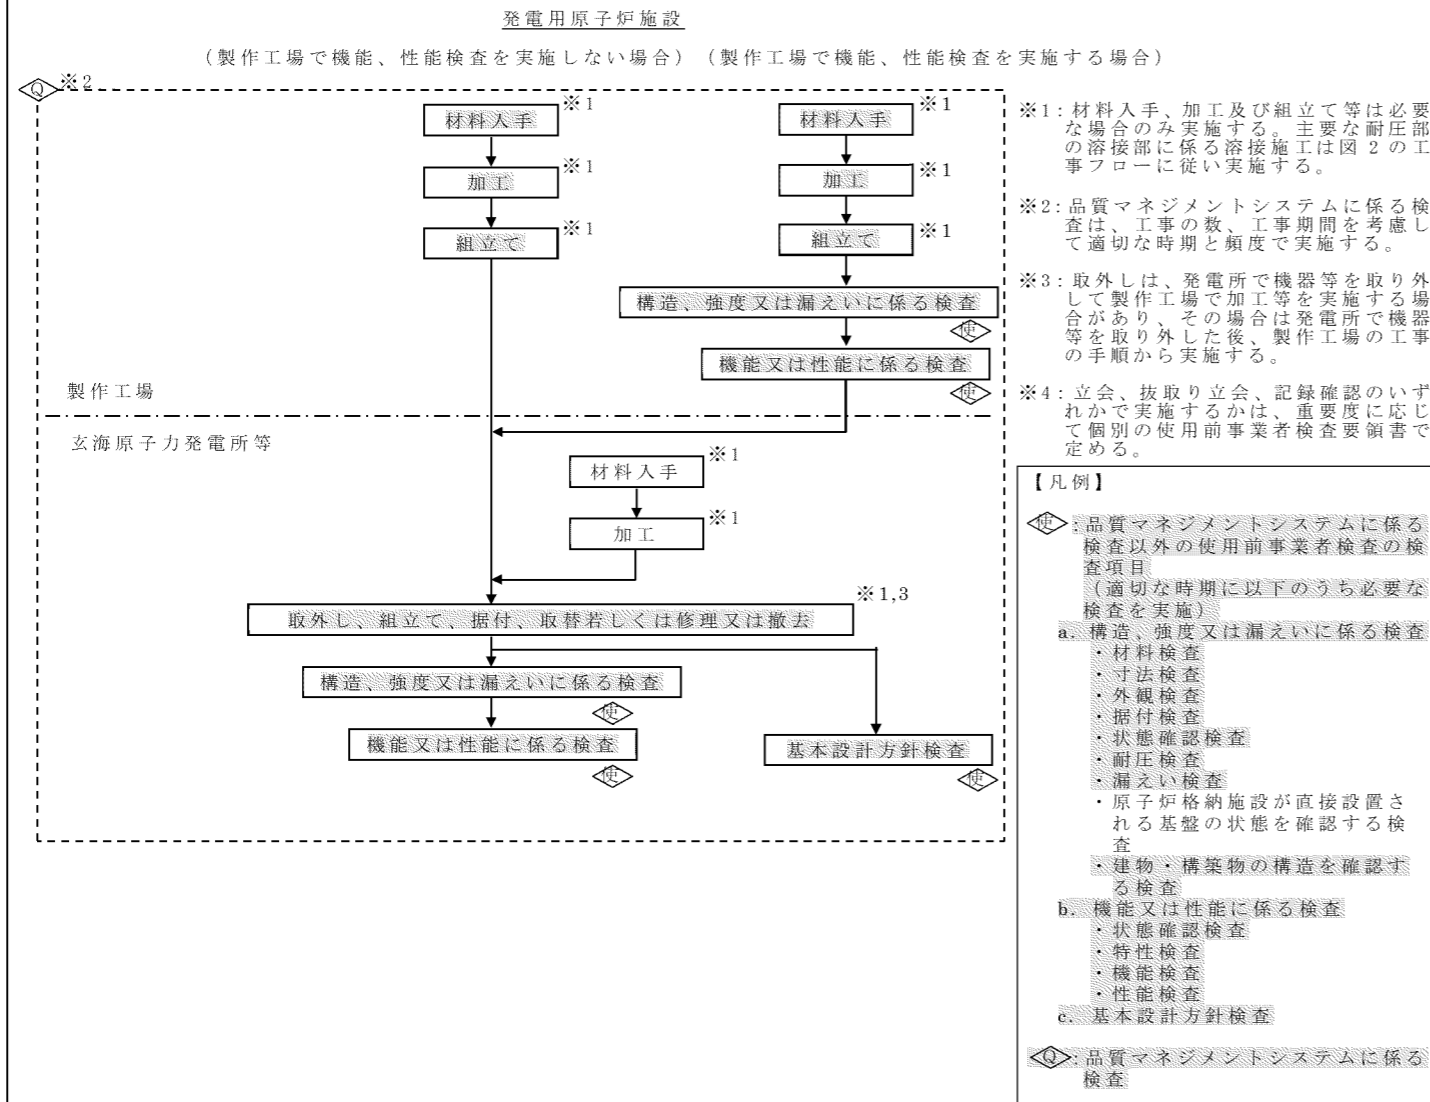 発電用原子炉施設
（製作工場で機能、性能検査を実施しない場合）（製作工場で機能、性能検査を実施する場合）
Q ※2
材料入手 ※1
加工 ※1
組立て ※1
材料入手 ※1
加工 ※1
組立て ※1
構造、強度又は漏えいに係る検査
使
機能又は性能に係る検査
使
製作工場
玄海原子力発電所等
材料入手 ※1
加工 ※1
※1,3
取外し、組立て、据付、取替若しくは修理又は撤去
構造、強度又は漏えいに係る検査
使
機能又は性能に係る検査
使
基本設計方針検査
使
※1：材料入手、加工及び組立て等は必要
な場合のみ実施する。主要な耐圧部
の溶接部に係る溶接施工は図2の工
事フローに従い実施する。
※2：品質マネジメントシステムに係る検
査は、工事の数、工事期間を考慮し
て適切な時期と頻度で実施する。
※3：取外しは、発電所で機器等を取り外
して製作工場で加工等を実施する場
合があり、その場合は発電所で機器
等を取り外した後、製作工場の工事
の手順から実施する。
※4：立会、抜取り立会、記録確認のいず
れかで実施するかは、重要度に応じ
て個別の使用前事業者検査要領書で
定める。
【凡例】
使：品質マネジメントシステムに係る
検査以外の使用前事業者検査の検
査項目
（適切な時期に以下のうち必要な
検査を実施）
a. 構造、強度又は漏えいに係る検査
・材料検査
・寸法検査
・外観検査
・据付検査
・状態確認検査
・耐圧検査
・漏えい検査
・原子炉格納施設が直接設置さ
れる基盤の状態を確認する検
査
・建物・構築物の構造を確認す
る検査
b. 機能又は性能に係る検査
・状態確認検査
・特性検査
・機能検査
・性能検査
c. 基本設計方針検査
Q：品質マネジメントシステムに係る
検査